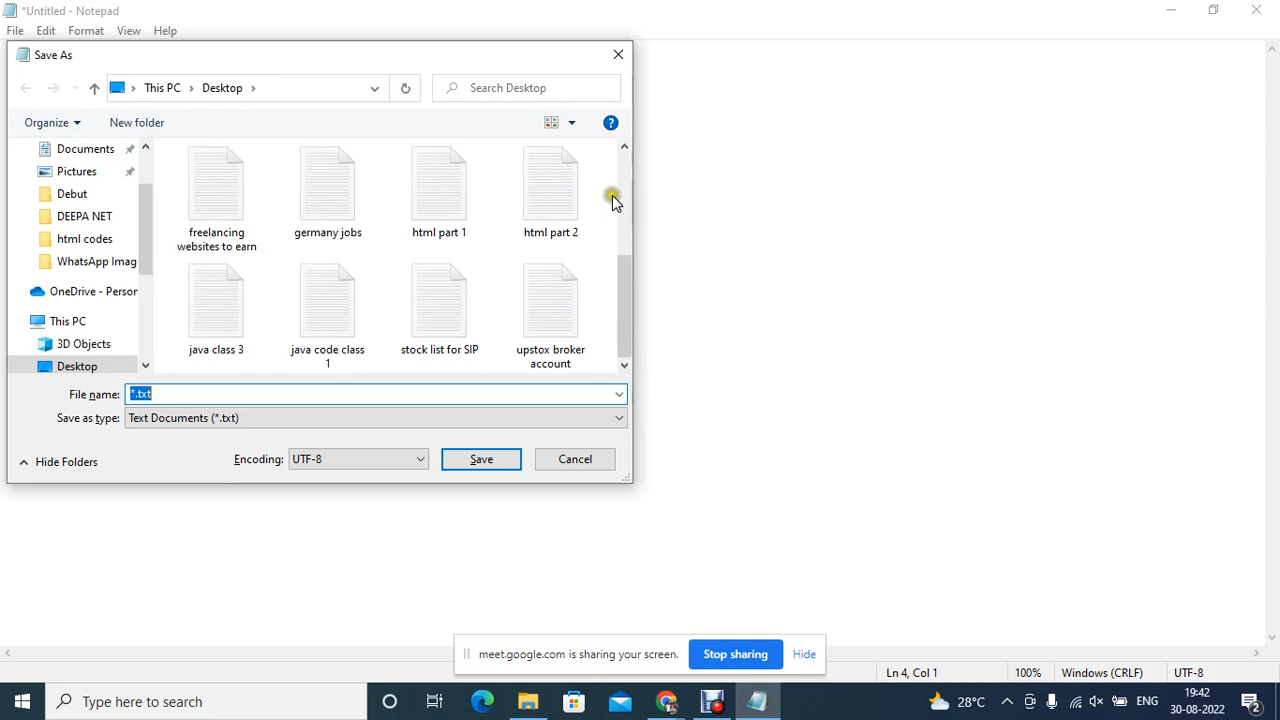 *Untitled - Notepad
File Edit Format View Help
Save As
This PC Desktop
Search Desktop
Organize New folder
Documents
Pictures
Debut
DEEPA NET
html codes
WhatsApp Imag
OneDrive - Person
This PC
3D Objects
Desktop
freelancing
websites to earn
germany jobs
html part 1
html part 2
java class 3
java code class
1
stock list for SIP
upstox broker
account
File name: *.txt
Save as type: Text Documents (*.txt)
Hide Folders
Encoding: UTF-8 Save Cancel
meet.google.com is sharing your screen. Stop sharing Hide
Ln 4, Col 1 100% Windows (CRLF) UTF-8
Type here to search
28°C ENG
19:42
30-08-2022
2